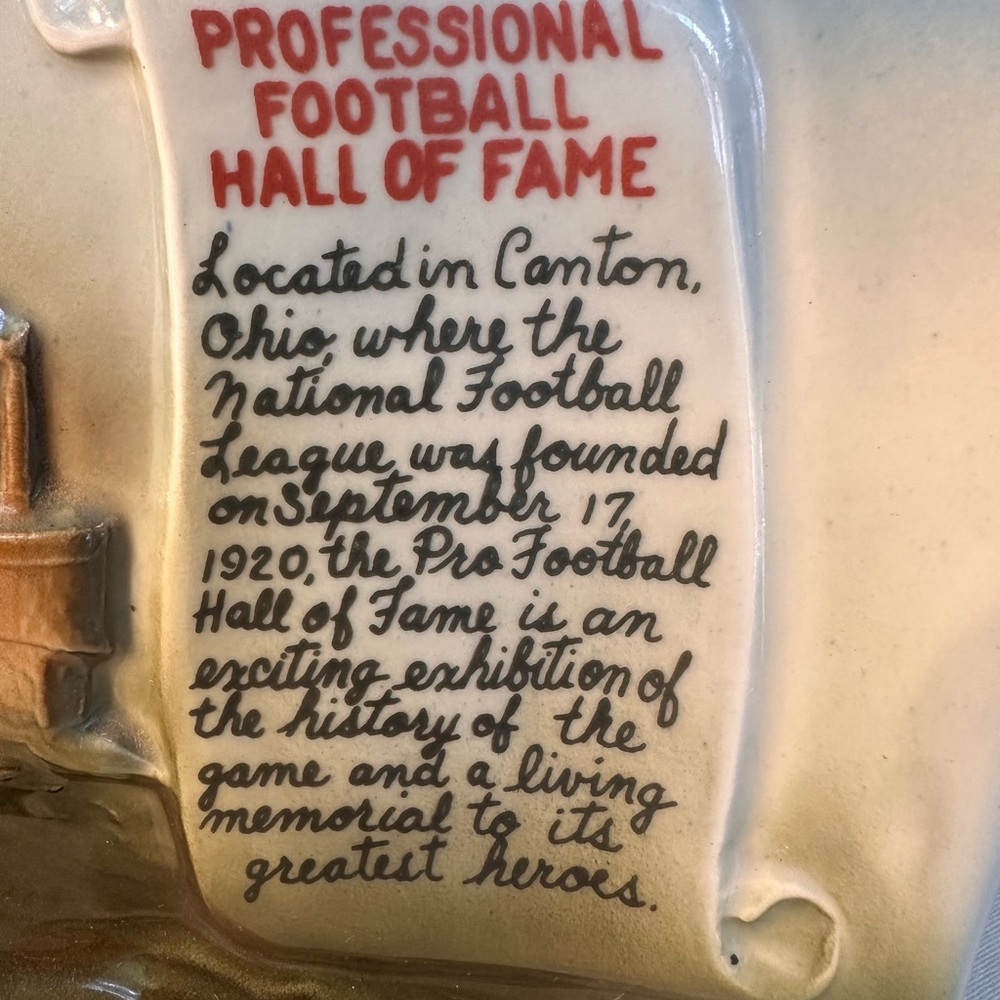 PROFESSIONAL
FOOTBALL
HALL OF FAME
Located in Canton,
Ohio, where the
National Football
League was founded
on September 17,
1920, the Pro Football
Hall of Fame is an
exciting exhibition of
the history of the
game and a living
memorial to its
greatest heroes.